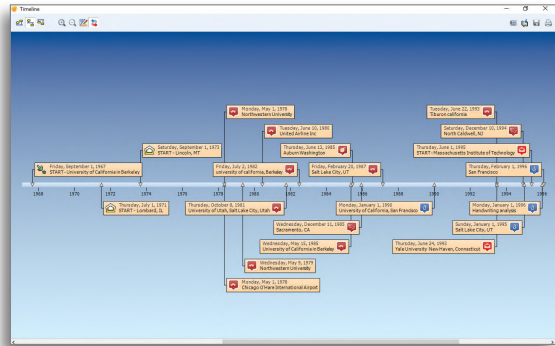 Timeline
Monday, May 1, 1978
Northwestern University
Tuesday, June 22, 1993
Tiburon california
Tuesday, June 10, 1980
United Airline Inc
Saturday, December 10, 1994
North Caldwell, NJ
Saturday, September 1, 1973
START - Lincoln, MT
Thursday, June 13, 1985
Auburn Washington
Thursday, June 1, 1995
START - Massachusetts Institute of Technology
Friday, September 1, 1967
START - University of California in Berkeley
Friday, July 2, 1982
university of california, Berkeley
Friday, February 20, 1987
Salt Lake City, UT
Thursday, February 1, 1996
San Francisco
1968 1970 1972 1974 1976 1978 1980 1982 1984 1986 1988 1990 1992 1994 1996
Thursday, July 1, 1971
START - Lombard, IL
Thursday, October 8, 1981
University of Utah, Salt Lake City, Utah
Monday, January 1, 1990
University of California, San Francisco
Monday, January 1, 1996
Handwriting analysis
Wednesday, December 11, 1985
Sacramento, CA
Sunday, January 1, 1995
Salt Lake City, UT
Wednesday, May 15, 1985
University of California in Berkeley
Thursday, June 24, 1993
Yale University New Haven, Connecticut
Wednesday, May 9, 1979
Northwestern University
Monday, May 1, 1978
Chicago O'Hare International Airport